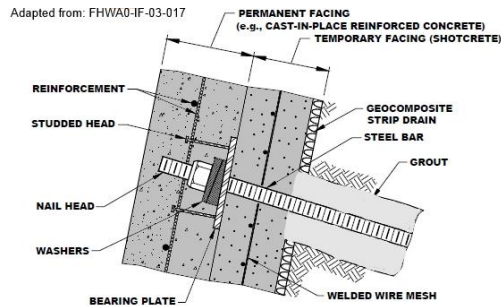 Adapted from: FHWA0-IF-03-017
PERMANENT FACING
(e.g., CAST-IN-PLACE REINFORCED CONCRETE)
TEMPORARY FACING (SHOTCRETE)
REINFORCEMENT
STUDDED HEAD
NAIL HEAD
WASHERS
BEARING PLATE
GEOCOMPOSITE
STRIP DRAIN
STEEL BAR
GROUT
WELDED WIRE MESH